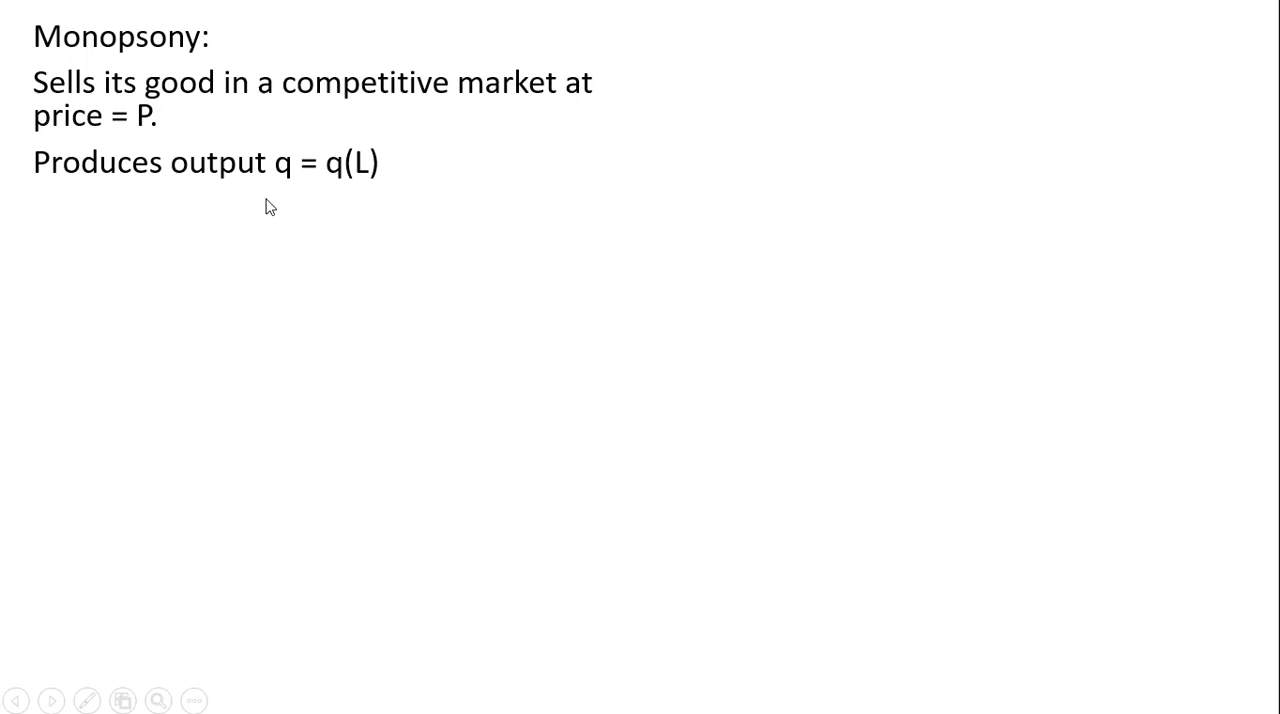 Monopsony:
Sells its good in a competitive market at
price = P.
Produces output q = q(L)